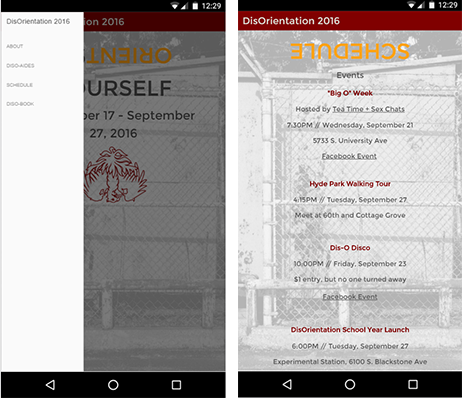 12:29
DisOrientation 2016
ntation 2016
ABOUT
DISO-AIDES
SCHEDULE
DISO-BOOK
ORIENT
OURSELF
ber 17 - September
27, 2016
12:29
DisOrientation 2016
SCHEDULE
Events
"Big O" Week
Hosted by Tea Time + Sex Chats
7:30PM // Wednesday, September 21
5733 S. University Ave
Facebook Event
Hyde Park Walking Tour
4:15PM // Tuesday, September 27
Meet at 60th and Cottage Grove
Dis-O Disco
10:00PM // Friday, September 23
$1 entry, but no one turned away
Facebook Event
DisOrientation School Year Launch
6:00PM // Tuesday, September 27
Experimental Station, 6100 S. Blackstone Ave